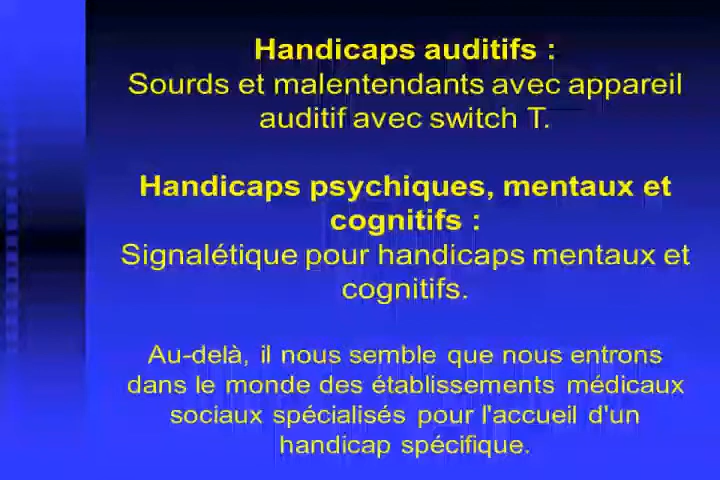 Handicaps auditifs :
Sourds et malentendants avec appareil
auditif avec switch T.
Handicaps psychiques, mentaux et
cognitifs :
Signalétique pour handicaps mentaux et
cognitifs.
Au-delà, il nous semble que nous entrons
dans le monde des établissements médicaux
sociaux spécialisés pour l'accueil d'un
handicap spécifique.